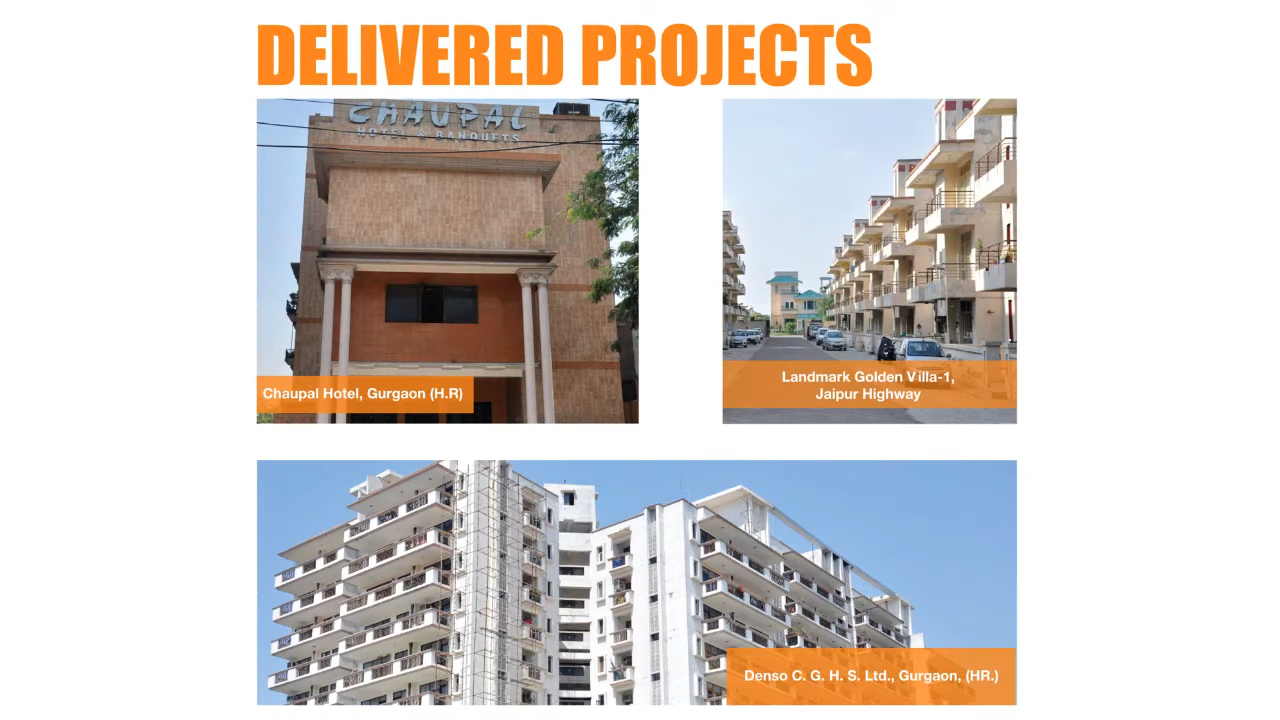 DELIVERED PROJECTS
CHAUPAL
HOTEL & BANQUETS
Chaupal Hotel, Gurgaon (H.R)
Landmark Golden Villa-1,
Jaipur Highway
Denso C. G. H. S. Ltd., Gurgaon, (HR.)